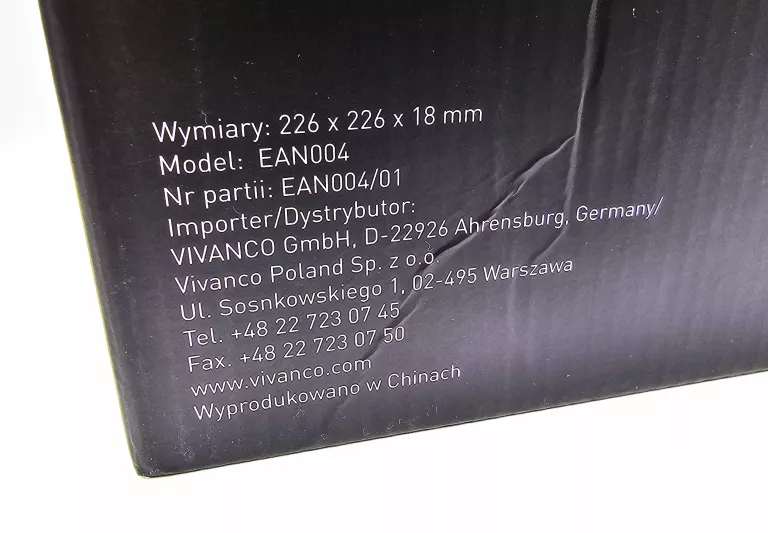 Wymiary: 226 x 226 x 18 mm
Model: EAN004
Nr partii: EAN004/01
Importer/Dystrybutor:
VIVANCO GmbH, D-22926 Ahrensburg, Germany/
Vivanco Poland Sp. z o.o.
Ul. Sosnkowskiego 1, 02-495 Warszawa
Tel. +48 22 723 07 45
Fax. +48 22 723 07 50
www.vivanco.com
Wyprodukowano w Chinach